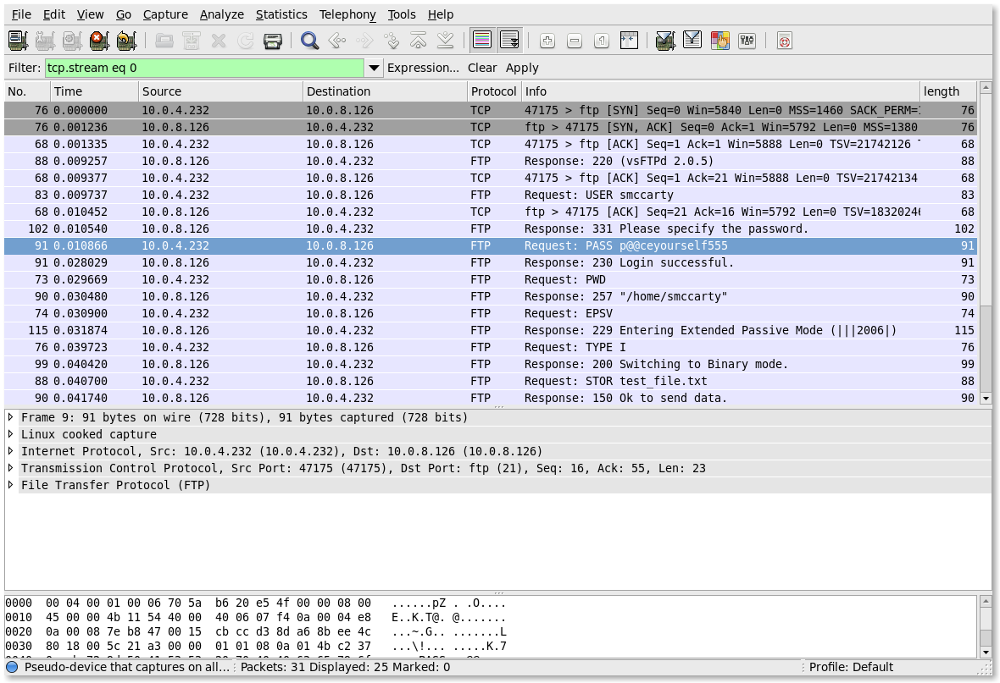 File Edit View Go Capture Analyze Statistics Telephony Tools Help
Filter: tcp.stream eq 0 Expression... Clear Apply
No. Time Source Destination Protocol Info length
76 0.000000 10.0.4.232 10.0.8.126 TCP 47175 > ftp [SYN] Seq=0 Win=5840 Len=0 MSS=1460 SACK_PERM=1 76
76 0.001236 10.0.8.126 10.0.4.232 TCP ftp > 47175 [SYN, ACK] Seq=0 Ack=1 Win=5792 Len=0 MSS=1380 76
68 0.001335 10.0.4.232 10.0.8.126 TCP 47175 > ftp [ACK] Seq=1 Ack=1 Win=5888 Len=0 TSV=21742126 68
88 0.009257 10.0.8.126 10.0.4.232 FTP Response: 220 (vsFTPd 2.0.5) 88
68 0.009377 10.0.4.232 10.0.8.126 TCP 47175 > ftp [ACK] Seq=1 Ack=21 Win=5888 Len=0 TSV=21742134 68
83 0.009737 10.0.4.232 10.0.8.126 FTP Request: USER smccarty 83
68 0.010452 10.0.8.126 10.0.4.232 TCP ftp > 47175 [ACK] Seq=21 Ack=16 Win=5792 Len=0 TSV=18320246 68
102 0.010540 10.0.8.126 10.0.4.232 FTP Response: 331 Please specify the password. 102
91 0.010866 10.0.4.232 10.0.8.126 FTP Request: PASS p@@ceyourself555 91
91 0.028029 10.0.8.126 10.0.4.232 FTP Response: 230 Login successful. 91
73 0.029669 10.0.4.232 10.0.8.126 FTP Request: PWD 73
90 0.030480 10.0.8.126 10.0.4.232 FTP Response: 257 "/home/smccarty" 90
74 0.030900 10.0.4.232 10.0.8.126 FTP Request: EPSV 74
115 0.031874 10.0.8.126 10.0.4.232 FTP Response: 229 Entering Extended Passive Mode (|||2006|) 115
76 0.039723 10.0.4.232 10.0.8.126 FTP Request: TYPE I 76
99 0.040420 10.0.8.126 10.0.4.232 FTP Response: 200 Switching to Binary mode. 99
88 0.040700 10.0.4.232 10.0.8.126 FTP Request: STOR test_file.txt 88
90 0.041740 10.0.8.126 10.0.4.232 FTP Response: 150 Ok to send data. 90
Frame 9: 91 bytes on wire (728 bits), 91 bytes captured (728 bits)
Linux cooked capture
Internet Protocol, Src: 10.0.4.232 (10.0.4.232), Dst: 10.0.8.126 (10.0.8.126)
Transmission Control Protocol, Src Port: 47175 (47175), Dst Port: ftp (21), Seq: 16, Ack: 55, Len: 23
File Transfer Protocol (FTP)
0000 00 04 00 01 00 06 70 5a b6 20 e5 4f 00 00 08 00 ......pZ . .O....
0010 45 00 00 4b 11 54 40 00 40 06 07 f4 0a 00 04 e8 E..K.T@. @.......
0020 0a 00 08 7e b8 47 00 15 cb cc d3 8d a6 8b ee 4c ...~.G.. .......L
0030 80 18 00 5c 21 a3 00 00 01 01 08 0a 01 4b c2 37 ...\!... .....K.7
Pseudo-device that captures on all... Packets: 31 Displayed: 25 Marked: 0 Profile: Default